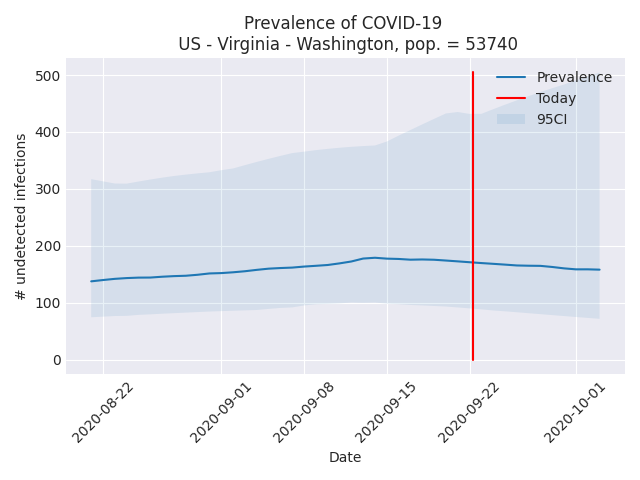 Prevalence of COVID-19
US - Virginia - Washington, pop. = 53740
# undetected infections
500
400
300
200
100
0
Prevalence
Today
95CI
2020-08-22
2020-09-01
2020-09-08
2020-09-15
2020-09-22
2020-10-01
Date